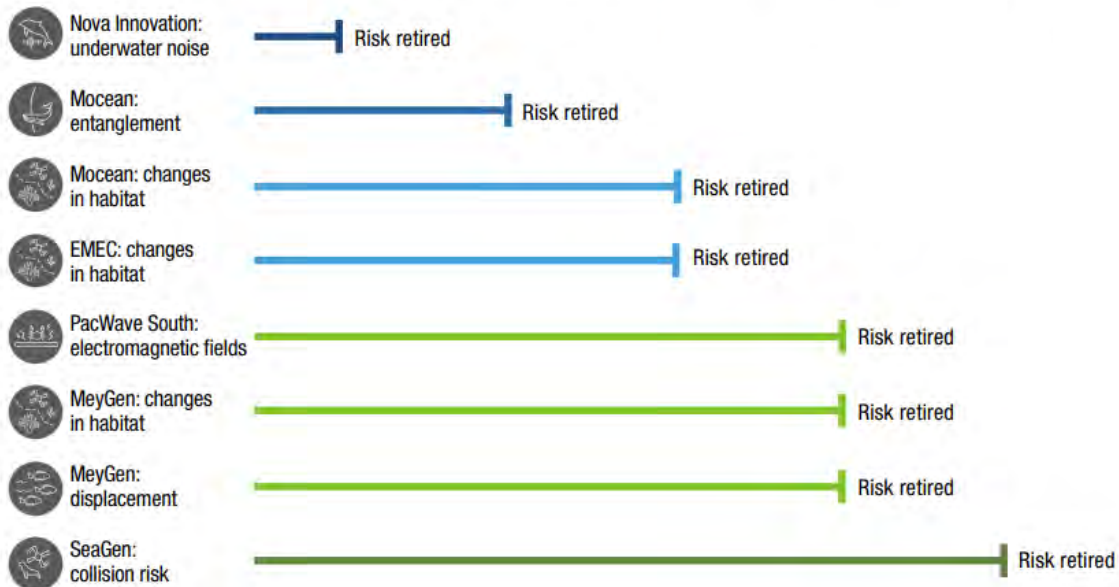 Nova Innovation:
underwater noise
Risk retired
Mocean:
entanglement
Risk retired
Mocean: changes
in habitat
Risk retired
EMEC: changes
in habitat
Risk retired
PacWave South:
electromagnetic fields
Risk retired
MeyGen: changes
in habitat
Risk retired
MeyGen:
displacement
Risk retired
SeaGen:
collision risk
Risk retired